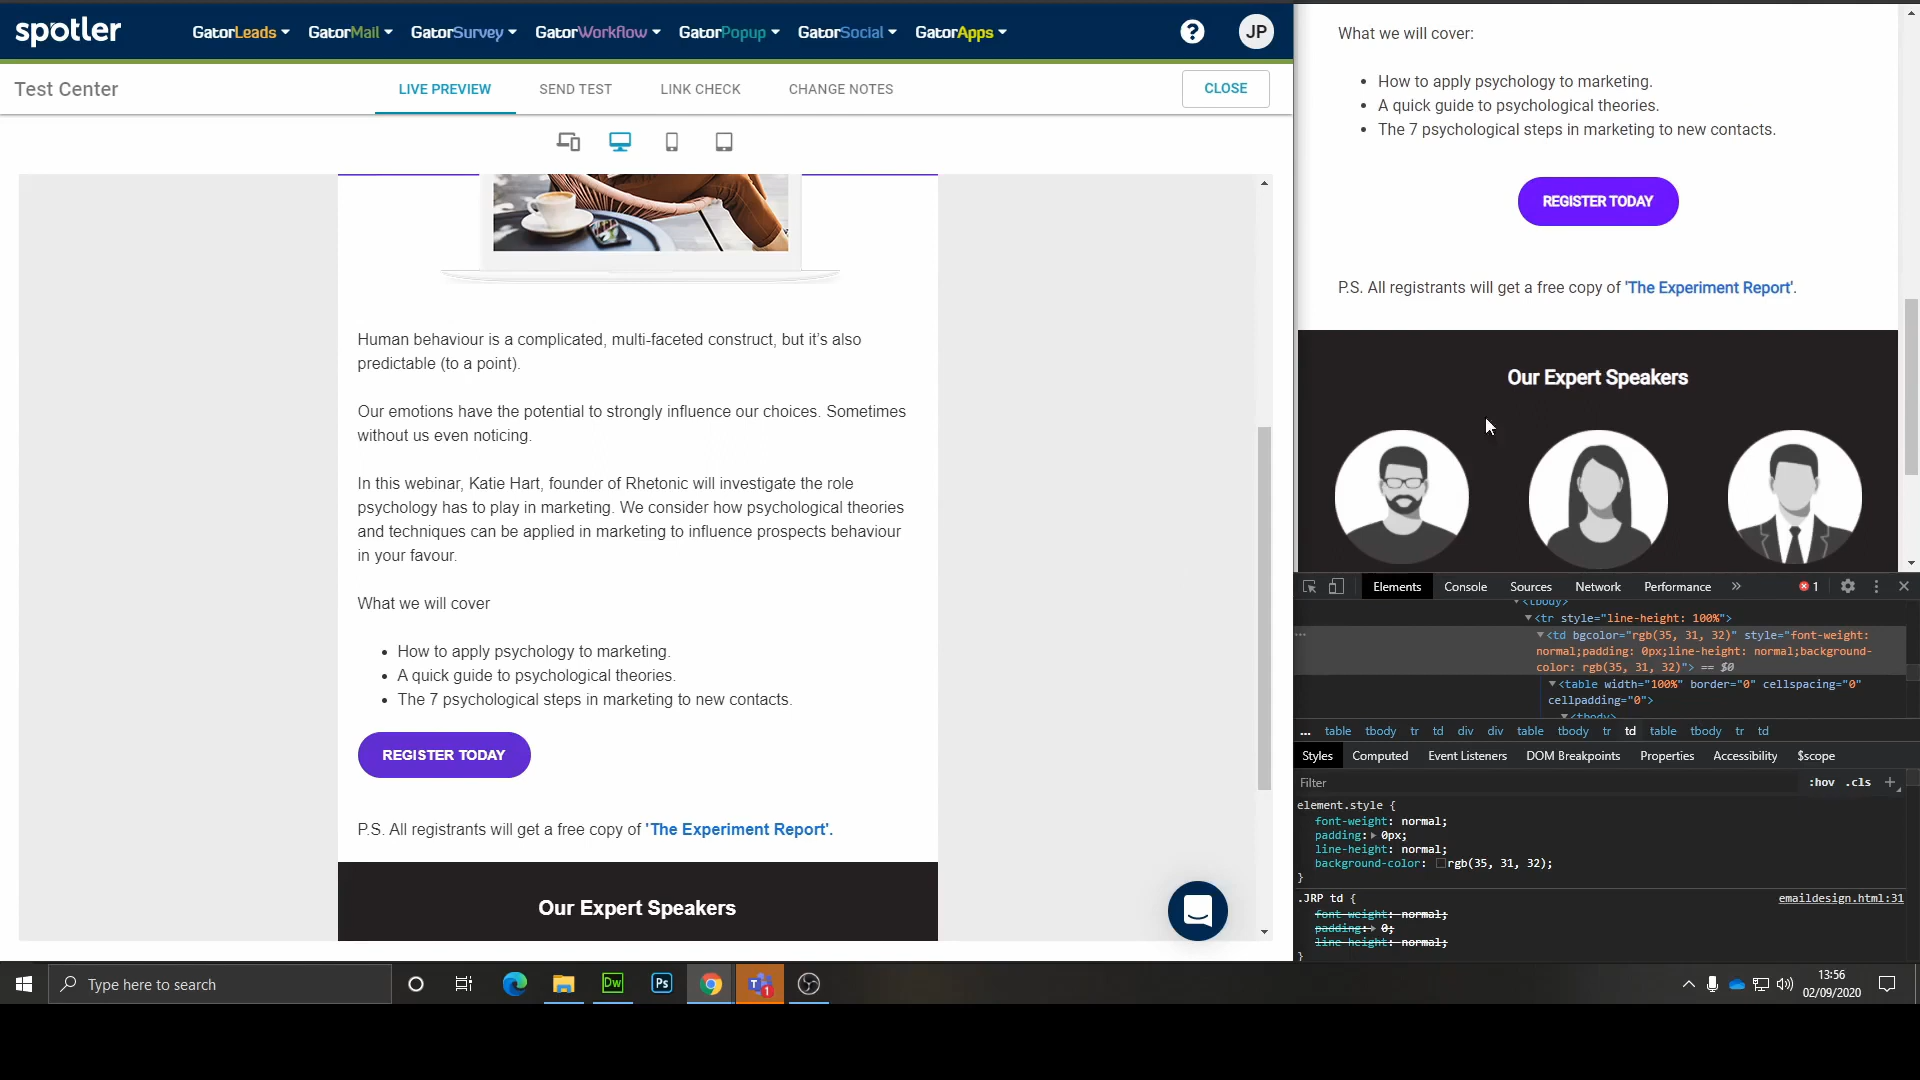 spotler
GatorLeads GatorMail GatorSurvey GatorWorkflow GatorPopup GatorSocial GatorApps ? JP
Test Center LIVE PREVIEW SEND TEST LINK CHECK CHANGE NOTES CLOSE
Human behaviour is a complicated, multi-faceted construct, but it’s also
predictable (to a point).
Our emotions have the potential to strongly influence our choices. Sometimes
without us even noticing.
In this webinar, Katie Hart, founder of Rhetonic will investigate the role
psychology has to play in marketing. We consider how psychological theories
and techniques can be applied in marketing to influence prospects behaviour
in your favour.
What we will cover
• How to apply psychology to marketing.
• A quick guide to psychological theories.
• The 7 psychological steps in marketing to new contacts.
REGISTER TODAY
P.S. All registrants will get a free copy of 'The Experiment Report'.
Our Expert Speakers
What we will cover:
• How to apply psychology to marketing.
• A quick guide to psychological theories.
• The 7 psychological steps in marketing to new contacts.
REGISTER TODAY
P.S. All registrants will get a free copy of 'The Experiment Report'.
Our Expert Speakers
Elements Console Sources Network Performance » 1
<tbody>
<tr style="line-height: 100%">
<td bgcolor="rgb(35, 31, 32)" style="font-weight:
normal;padding: 0px;line-height: normal;background-
color: rgb(35, 31, 32)"> == $0
<table width="100%" border="0" cellspacing="0"
cellpadding="0">
<tbody>
... table tbody tr td div div table tbody tr td table tbody tr td
Styles Computed Event Listeners DOM Breakpoints Properties Accessibility $scope
Filter :hov .cls +
element.style {
font-weight: normal;
padding: 0px;
line-height: normal;
background-color: rgb(35, 31, 32);
}
.JRP td { emaildesign.html:31
font-weight: normal;
padding: 0;
line-height: normal;
}
Type here to search Dw Ps 1 13:56
02/09/2020